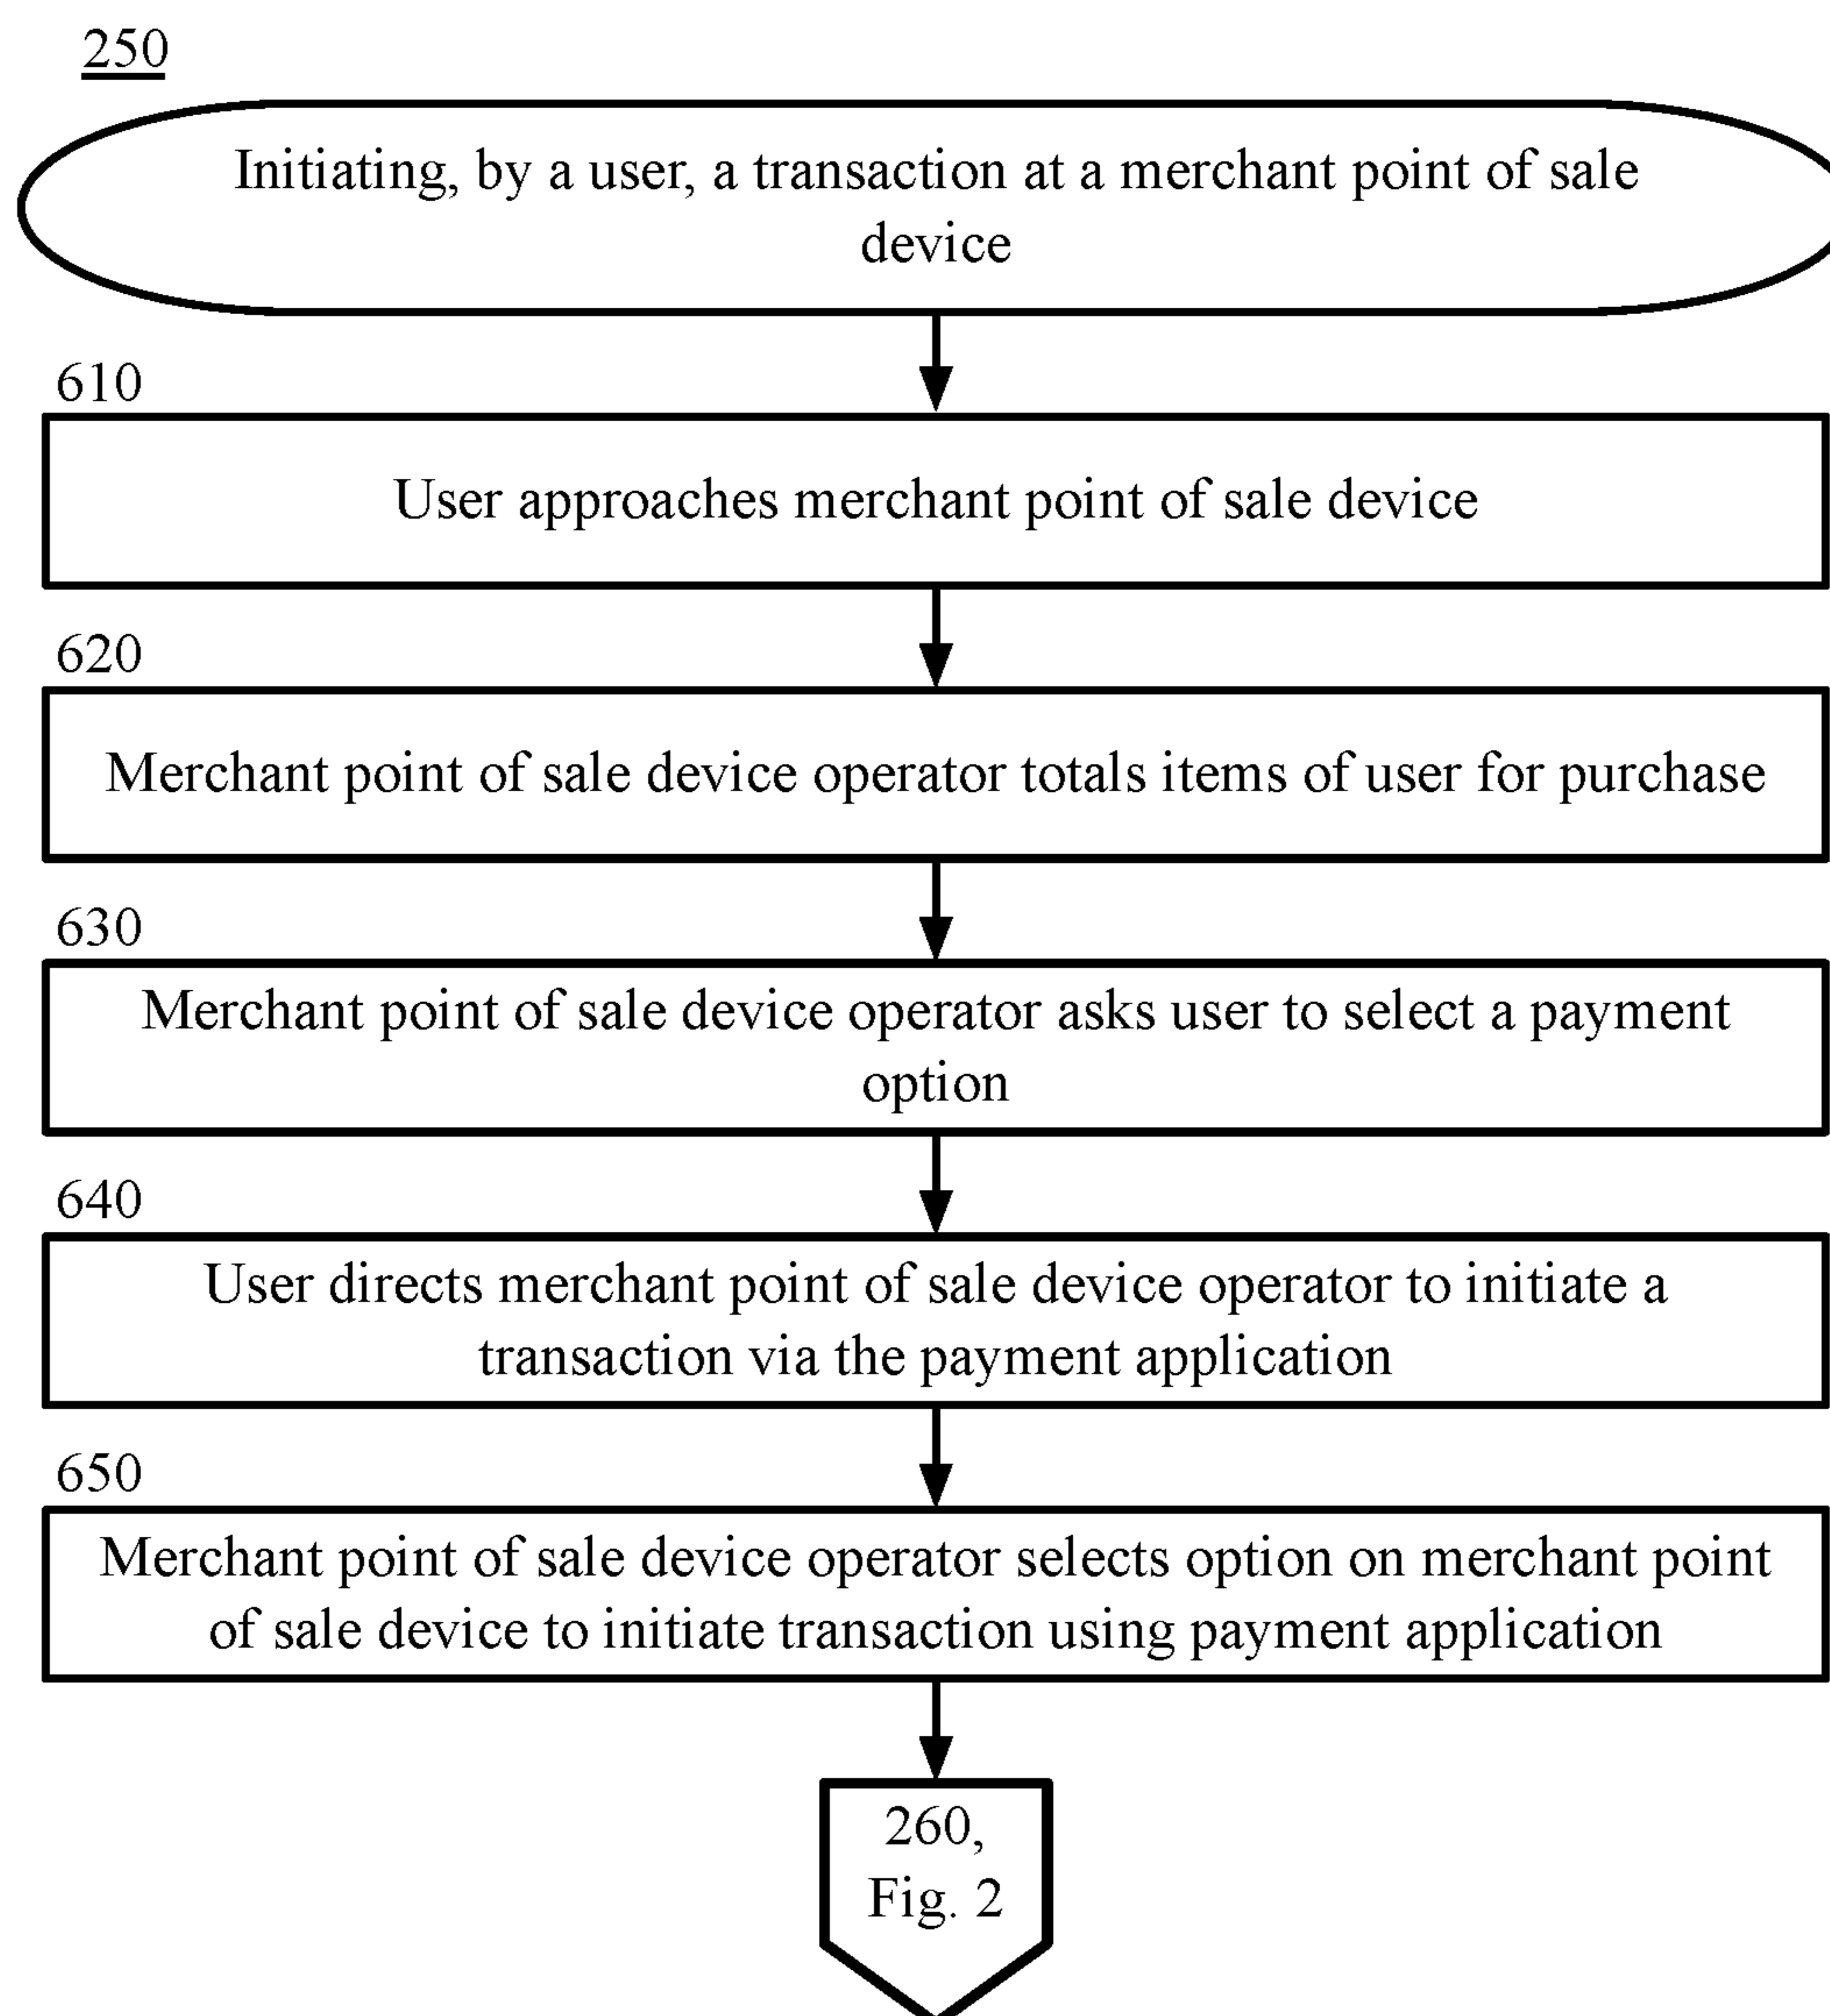 250
Initiating, by a user, a transaction at a merchant point of sale
device
610
User approaches merchant point of sale device
620
Merchant point of sale device operator totals items of user for purchase
630
Merchant point of sale device operator asks user to select a payment
option
640
User directs merchant point of sale device operator to initiate a
transaction via the payment application
650
Merchant point of sale device operator selects option on merchant point
of sale device to initiate transaction using payment application
260,
Fig. 2